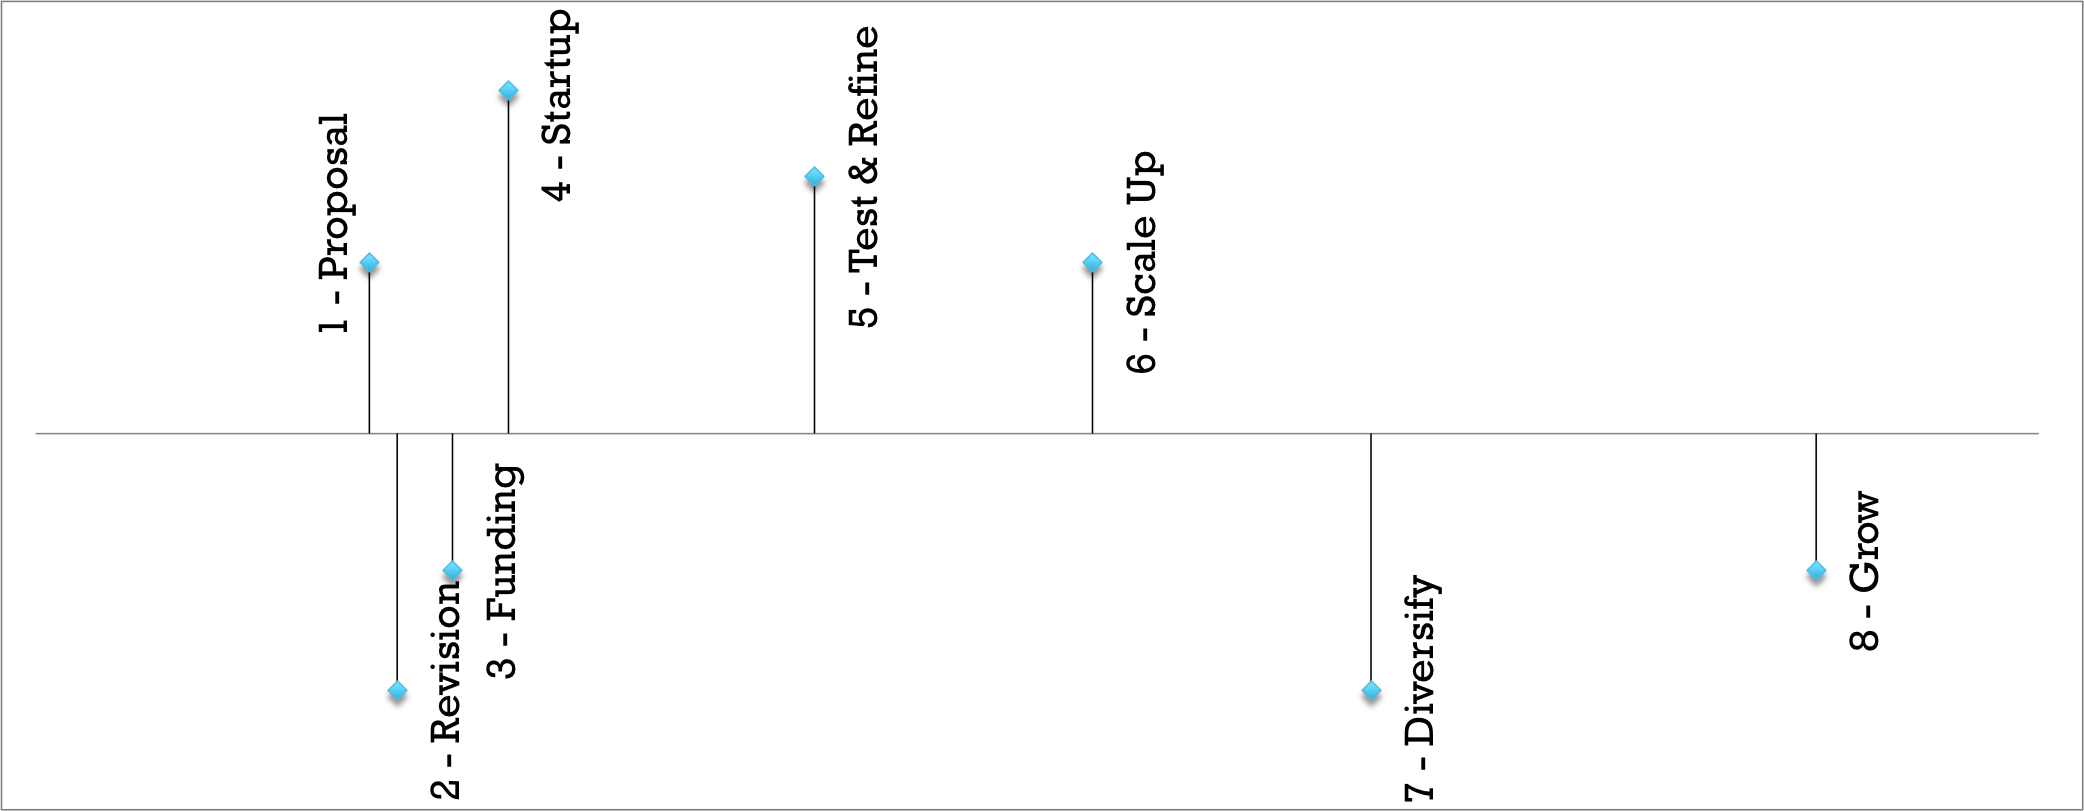 1 - Proposal
2 - Revision
3 - Funding
4 - Startup
5 - Test & Refine
6 - Scale Up
7 - Diversify
8 - Grow